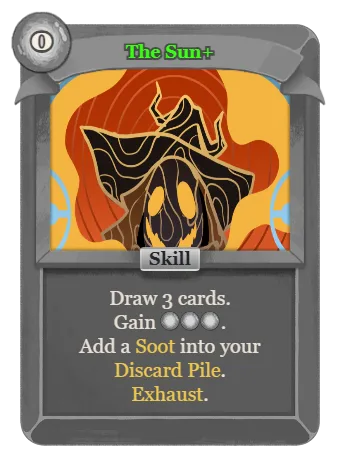 0
The Sun+
Skill
Draw 3 cards.
Gain .
Add a Soot into your
Discard Pile.
Exhaust.